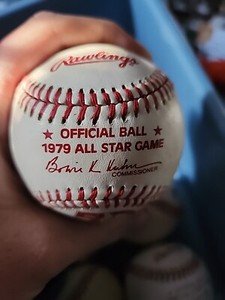 Rawlings
★ OFFICIAL BALL ★
1979 ALL STAR GAME
Bowie K Kuhn
COMMISSIONER